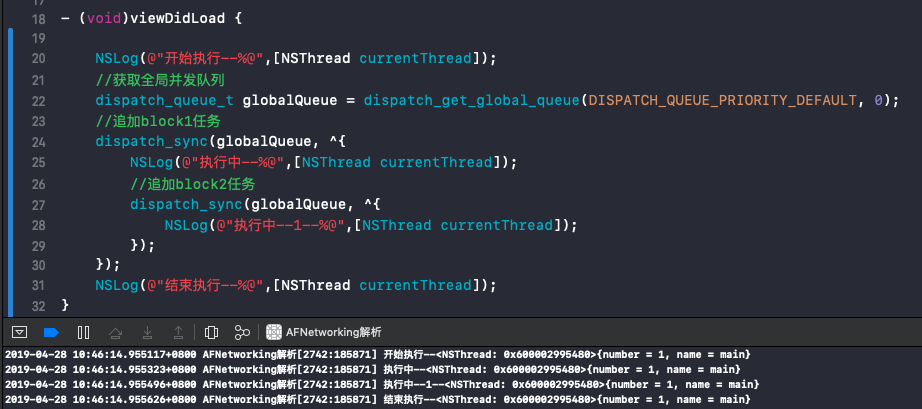 17
18 - (void)viewDidLoad {
19
20 NSLog(@"开始执行--%@",[NSThread currentThread]);
21 //获取全局并发队列
22 dispatch_queue_t globalQueue = dispatch_get_global_queue(DISPATCH_QUEUE_PRIORITY_DEFAULT, 0);
23 //追加block1任务
24 dispatch_sync(globalQueue, ^{
25 NSLog(@"执行中--%@",[NSThread currentThread]);
26 //追加block2任务
27 dispatch_sync(globalQueue, ^{
28 NSLog(@"执行中--1--%@",[NSThread currentThread]);
29 });
30 });
31 NSLog(@"结束执行--%@",[NSThread currentThread]);
32 }
AFNetworking解析
2019-04-28 10:46:14.955117+0800 AFNetworking解析[2742:185871] 开始执行--<NSThread: 0x600002995480>{number = 1, name = main}
2019-04-28 10:46:14.955323+0800 AFNetworking解析[2742:185871] 执行中--<NSThread: 0x600002995480>{number = 1, name = main}
2019-04-28 10:46:14.955496+0800 AFNetworking解析[2742:185871] 执行中--1--<NSThread: 0x600002995480>{number = 1, name = main}
2019-04-28 10:46:14.955626+0800 AFNetworking解析[2742:185871] 结束执行--<NSThread: 0x600002995480>{number = 1, name = main}